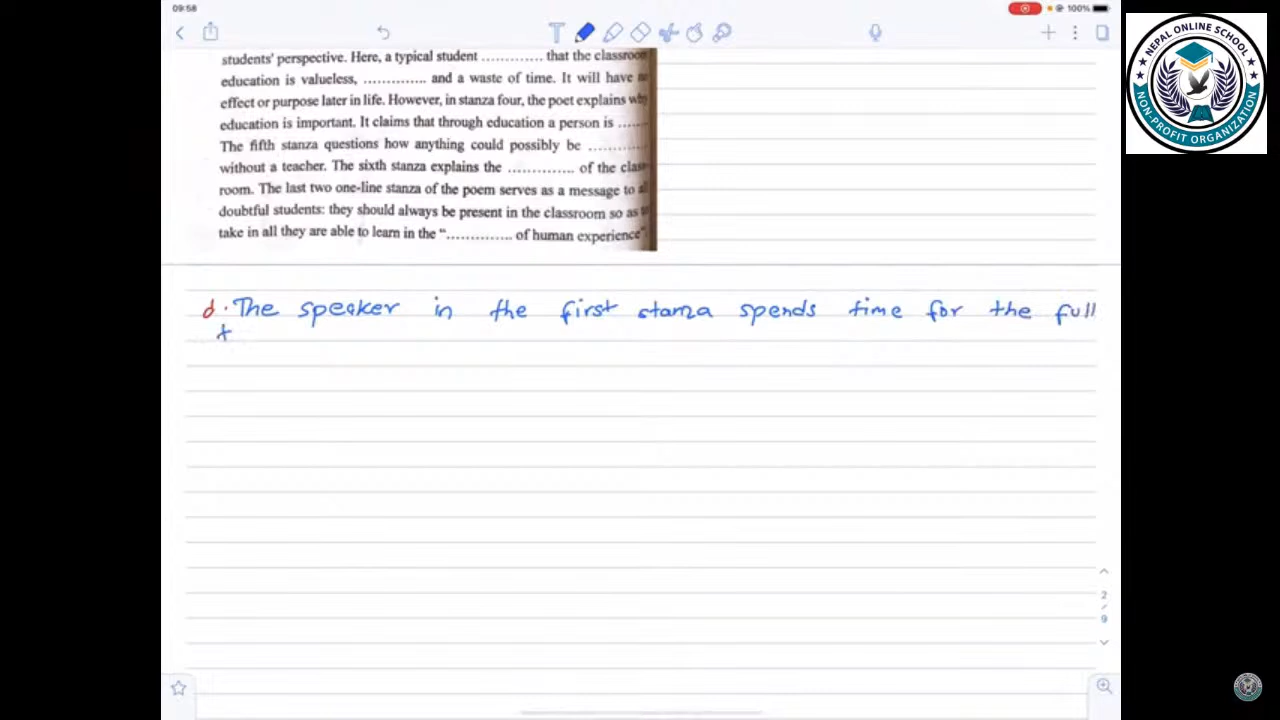 09:58
100%
students' perspective. Here, a typical student .............. that the classroom
education is valueless, .............. and a waste of time. It will have
effect or purpose later in life. However, in stanza four, the poet explains why
education is important. It claims that through education a person is .......
The fifth stanza questions how anything could possibly be .............
without a teacher. The sixth stanza explains the ............... of the class
room. The last two one-line stanza of the poem serves as a message to
doubtful students: they should always be present in the classroom so as
take in all they are able to learn in the "............... of human experience"
d. The speaker in the first stanza spends time for the full
t
2
/
9
NEPAL ONLINE SCHOOL
NON-PROFIT ORGANIZATION